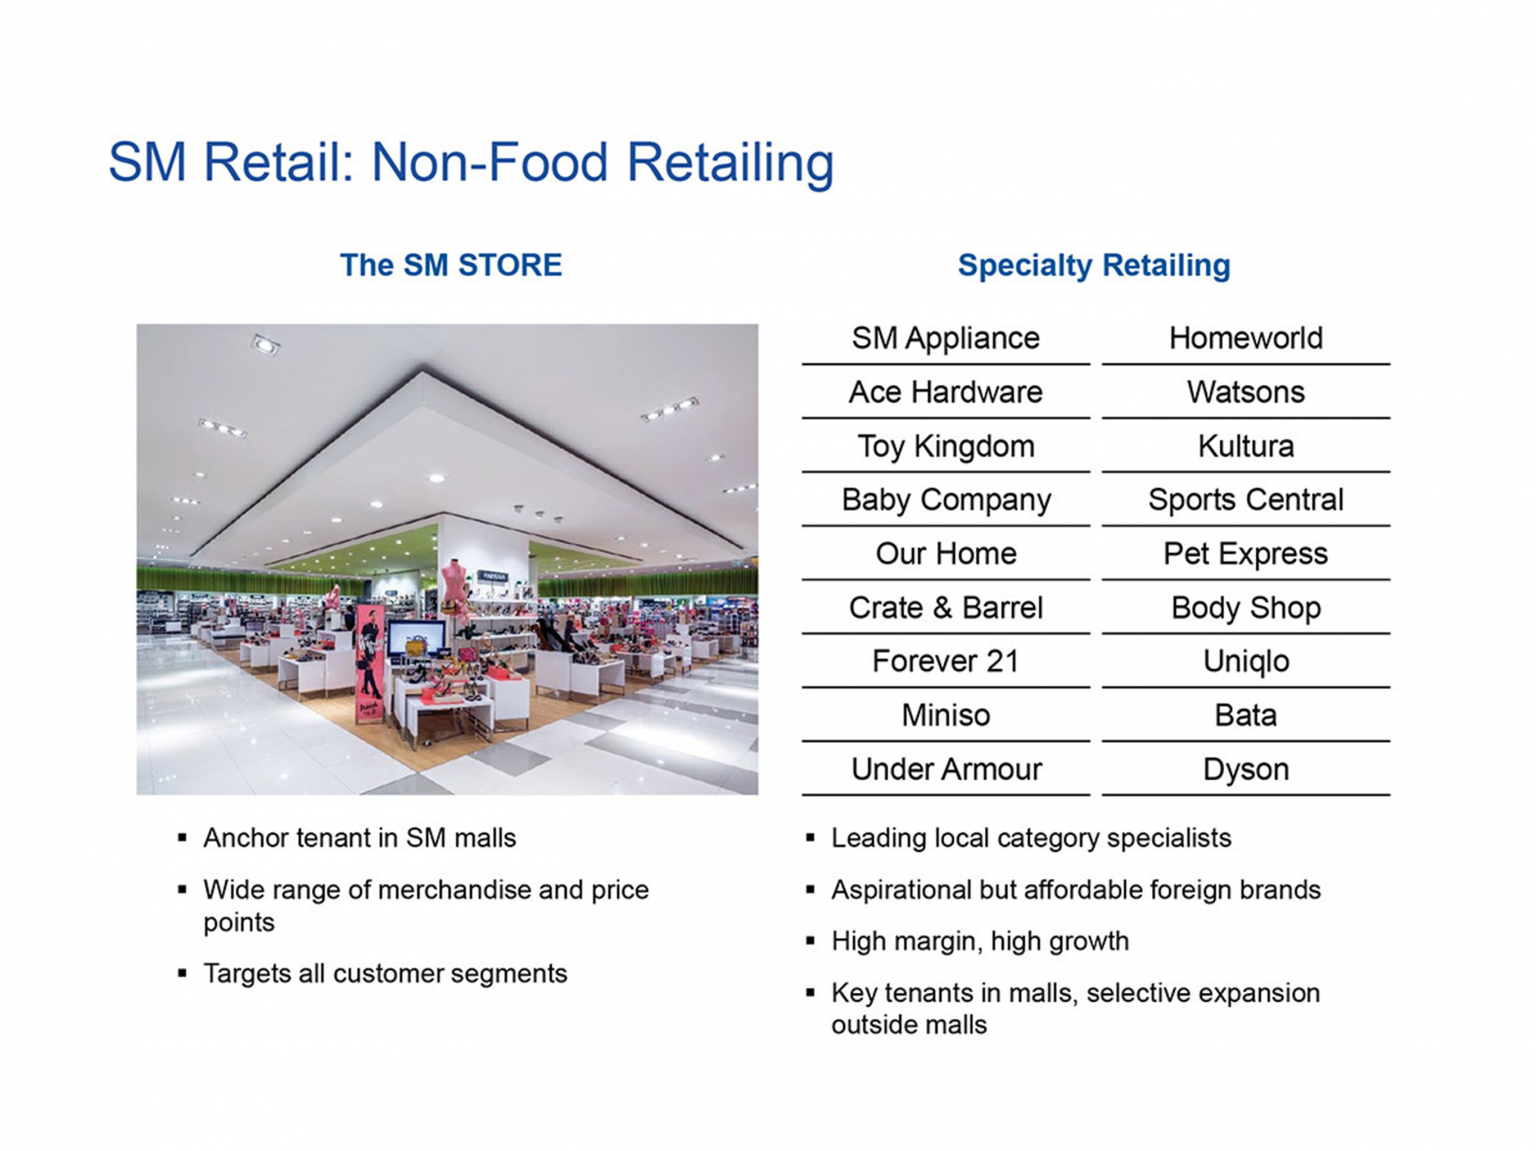 SM Retail: Non-Food Retailing
The SM STORE
▪ Anchor tenant in SM malls
▪ Wide range of merchandise and price
points
▪ Targets all customer segments
Specialty Retailing
SM Appliance
Homeworld
Ace Hardware
Watsons
Toy Kingdom
Kultura
Baby Company
Sports Central
Our Home
Pet Express
Crate & Barrel
Body Shop
Forever 21
Uniqlo
Miniso
Bata
Under Armour
Dyson
▪ Leading local category specialists
▪ Aspirational but affordable foreign brands
▪ High margin, high growth
▪ Key tenants in malls, selective expansion
outside malls